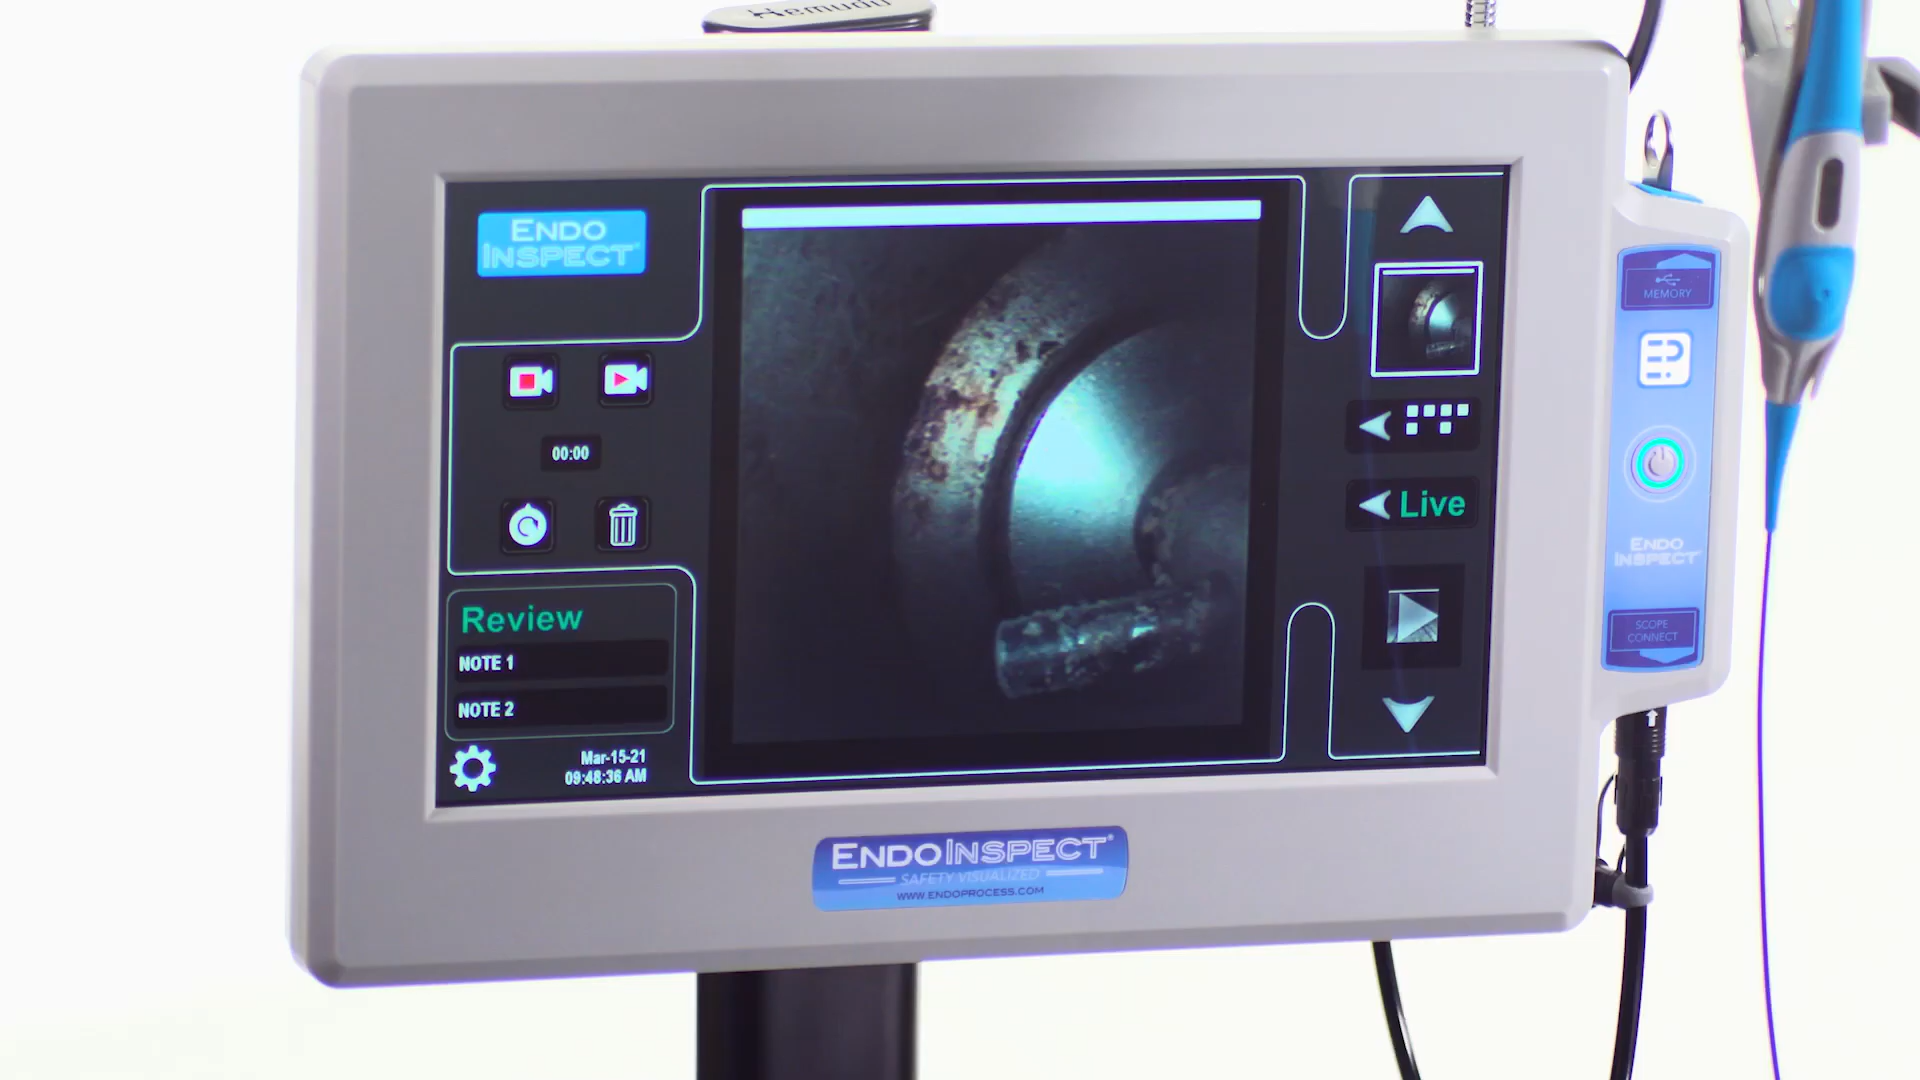 ENDO
INSPECT®
00:00
Review
NOTE 1
NOTE 2
Mar-15-21
09:48:36 AM
Live
MEMORY
ENDO
INSPECT®
SCOPE
CONNECT
ENDOINSPECT®
SAFETY VISUALIZED
WWW.ENDOPROCESS.COM